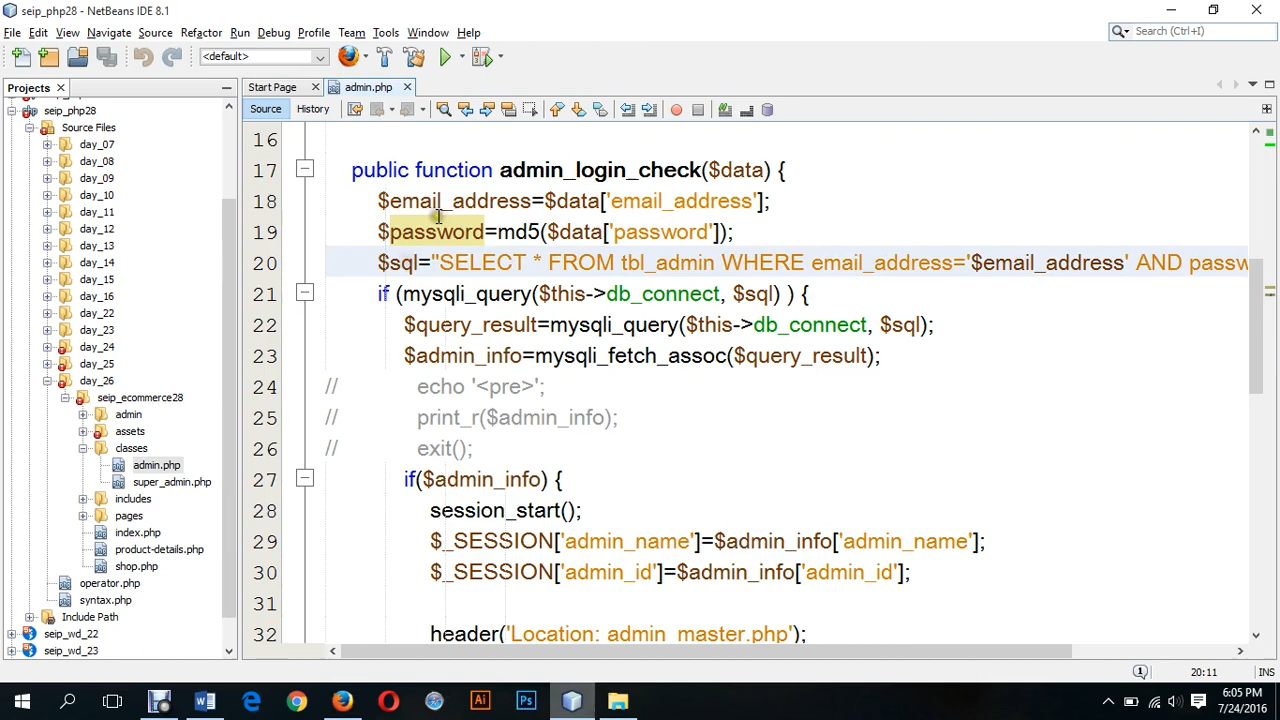 seip_php28 - NetBeans IDE 8.1
File Edit View Navigate Source Refactor Run Debug Profile Team Tools Window Help
Search (Ctrl+I)
<default>
Projects
Start Page
admin.php
Source History
seip_php28
Source Files
day_07
day_08
day_09
day_10
day_11
day_12
day_13
day_14
day_15
day_16
day_22
day_23
day_24
day_25
day_26
seip_ecommerce28
admin
assets
classes
admin.php
super_admin.php
includes
pages
index.php
product-details.php
shop.php
operator.php
syntax.php
Include Path
seip_wd_22
seip_wd_23
16
17 public function admin_login_check($data) {
18 $email_address=$data['email_address'];
19 $password=md5($data['password']);
20 $sql="SELECT * FROM tbl_admin WHERE email_address='$email_address' AND passw
21 if (mysqli_query($this->db_connect, $sql) ) {
22 $query_result=mysqli_query($this->db_connect, $sql);
23 $admin_info=mysqli_fetch_assoc($query_result);
24 // echo '<pre>';
25 // print_r($admin_info);
26 // exit();
27 if($admin_info) {
28 session_start();
29 $_SESSION['admin_name']=$admin_info['admin_name'];
30 $_SESSION['admin_id']=$admin_info['admin_id'];
31
32 header('Location: admin_master.php');
1 20:11 INS
6:05 PM
7/24/2016